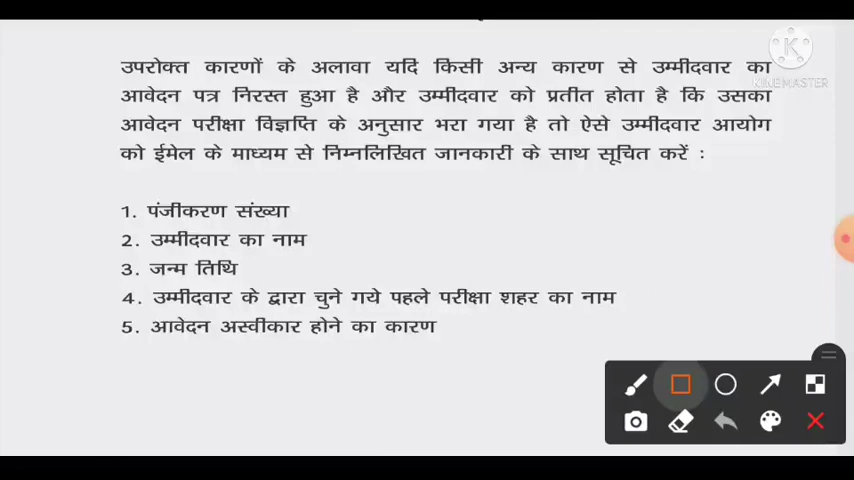 उपरोक्त कारणों के अलावा यदि किसी अन्य कारण से उम्मीदवार का
आवेदन पत्र निरस्त हुआ है और उम्मीदवार को प्रतीत होता है कि उसका
आवेदन परीक्षा विज्ञप्ति के अनुसार भरा गया है तो ऐसे उम्मीदवार आयोग
को ईमेल के माध्यम से निम्नलिखित जानकारी के साथ सूचित करें :
1. पंजीकरण संख्या
2. उम्मीदवार का नाम
3. जन्म तिथि
4. उम्मीदवार के द्वारा चुने गये पहले परीक्षा शहर का नाम
5. आवेदन अस्वीकार होने का कारण
K
KINEMASTER